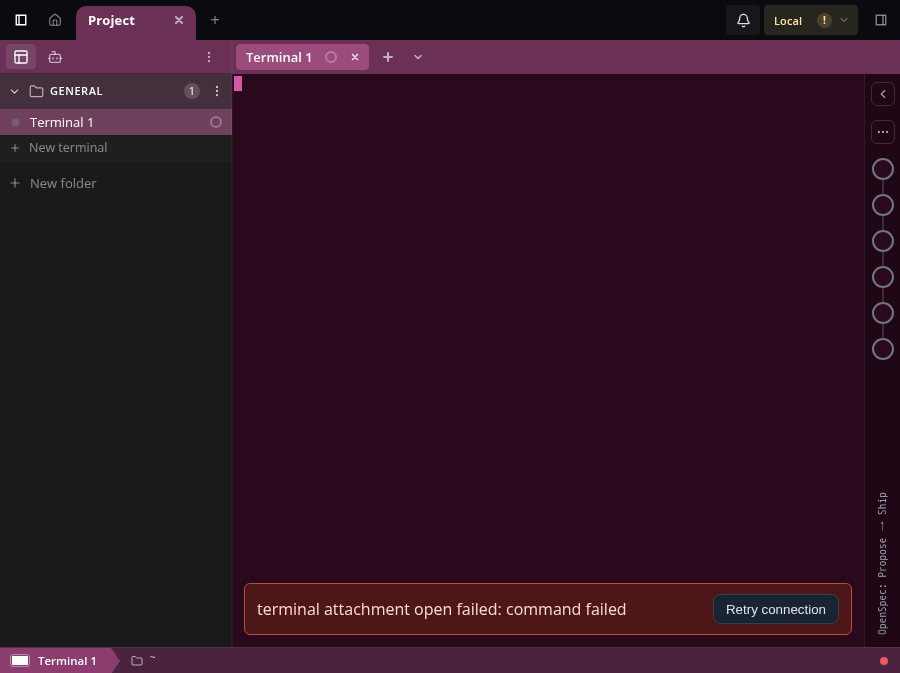 Project
Local !
Terminal 1
GENERAL 1
Terminal 1
New terminal
New folder
OpenSpec: Propose → Ship
terminal attachment open failed: command failed
Retry connection
Terminal 1 ~